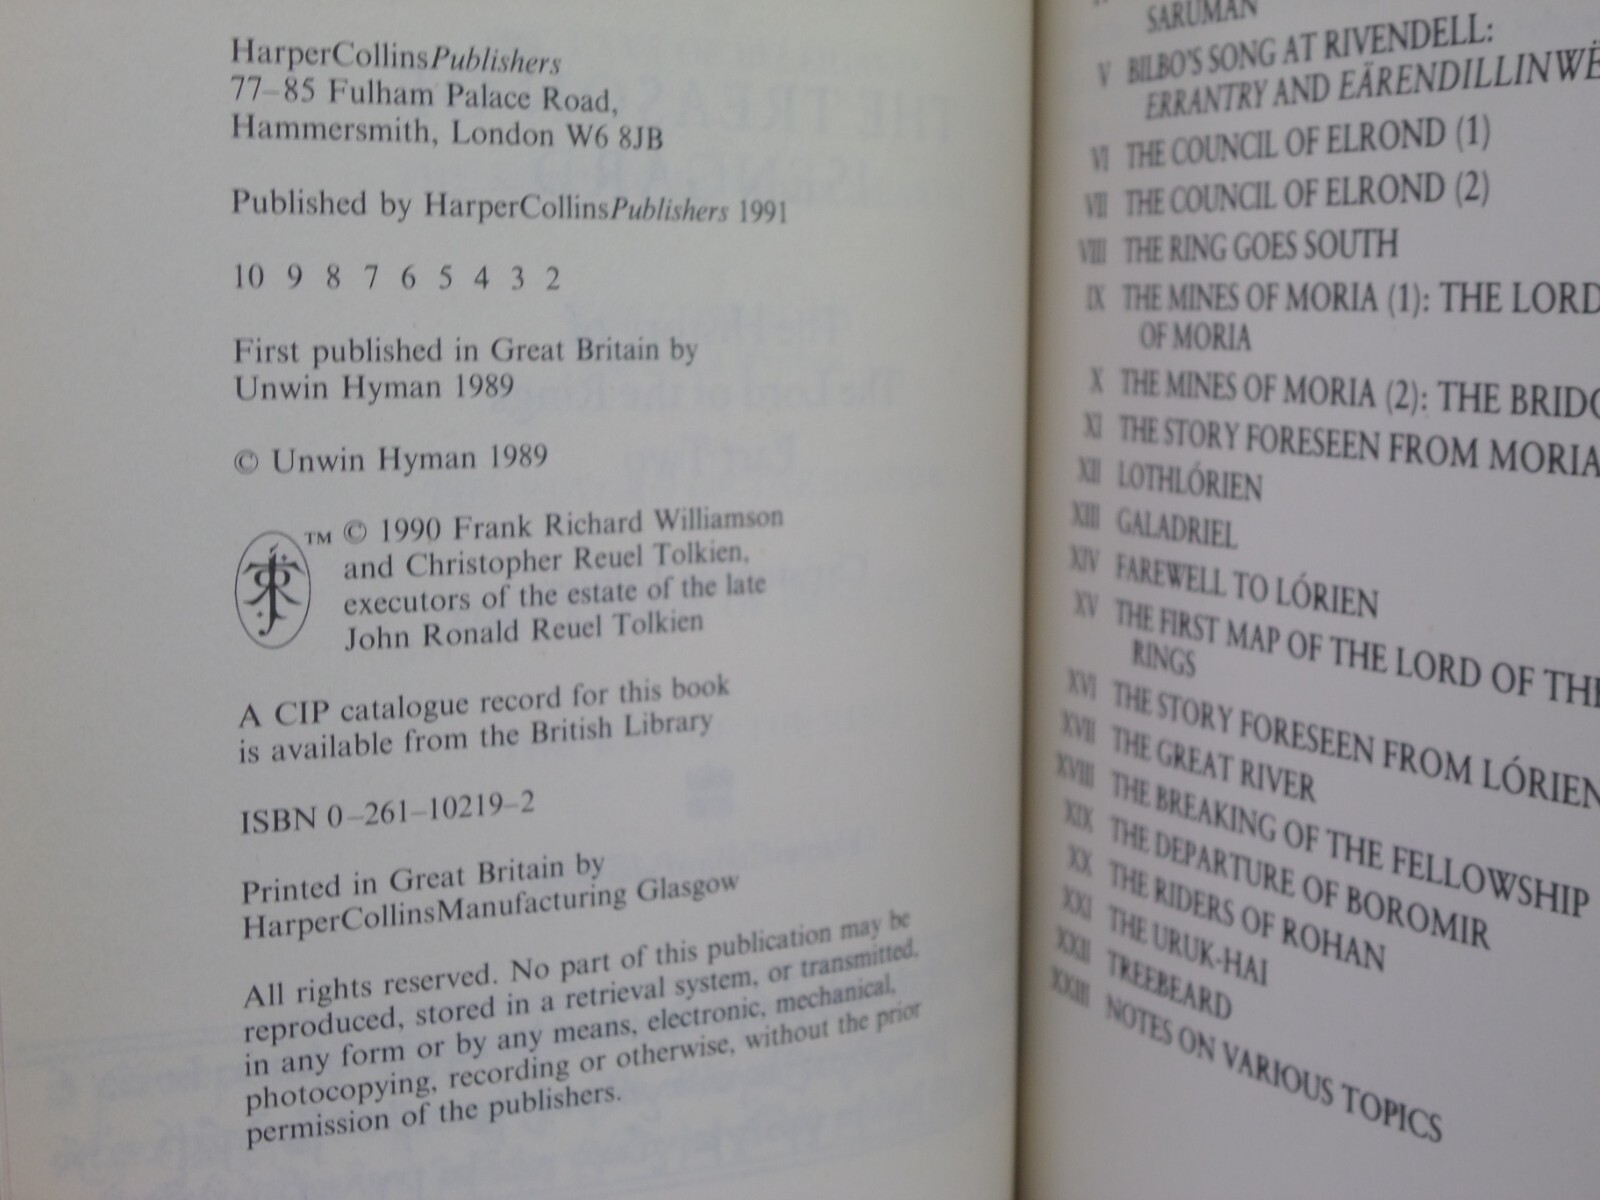 HarperCollinsPublishers
77–85 Fulham Palace Road,
Hammersmith, London W6 8JB
Published by HarperCollinsPublishers 1991
10 9 8 7 6 5 4 3 2
First published in Great Britain by
Unwin Hyman 1989
© Unwin Hyman 1989
™ © 1990 Frank Richard Williamson
and Christopher Reuel Tolkien,
executors of the estate of the late
John Ronald Reuel Tolkien
A CIP catalogue record for this book
is available from the British Library
ISBN 0–261–10219–2
Printed in Great Britain by
HarperCollinsManufacturing Glasgow
All rights reserved. No part of this publication may be
reproduced, stored in a retrieval system, or transmitted,
in any form or by any means, electronic, mechanical,
photocopying, recording or otherwise, without the prior
permission of the publishers.
SARUMAN
V BILBO'S SONG AT RIVENDELL:
ERRANTRY AND EÄRENDILLINWË
VI THE COUNCIL OF ELROND (1)
VII THE COUNCIL OF ELROND (2)
VIII THE RING GOES SOUTH
IX THE MINES OF MORIA (1): THE LORD
OF MORIA
X THE MINES OF MORIA (2): THE BRIDG
XI THE STORY FORESEEN FROM MORIA
XII LOTHLÓRIEN
XIII GALADRIEL
XIV FAREWELL TO LÓRIEN
XV THE FIRST MAP OF THE LORD OF THE
RINGS
XVI THE STORY FORESEEN FROM LÓRIEN
XVII THE GREAT RIVER
XVIII THE BREAKING OF THE FELLOWSHIP
XIX THE DEPARTURE OF BOROMIR
XX THE RIDERS OF ROHAN
XXI THE URUK-HAI
XXII TREEBEARD
XXIII NOTES ON VARIOUS TOPICS